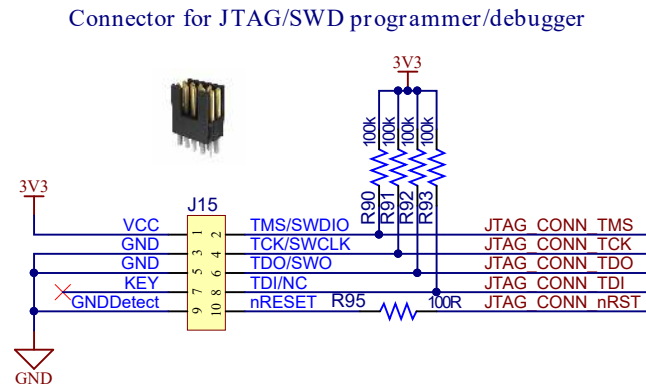 Connector for JTAG/SWD programmer/debugger
3V3
100k 100k 100k 100k
R90 R91 R92 R93
3V3
J15
VCC 1 2 TMS/SWDIO JTAG_CONN_TMS
GND 3 4 TCK/SWCLK JTAG_CONN_TCK
GND 5 6 TDO/SWO JTAG_CONN_TDO
KEY 7 8 TDI/NC JTAG_CONN_TDI
GNDDetect 9 10 nRESET R95 100R JTAG_CONN_nRST
GND